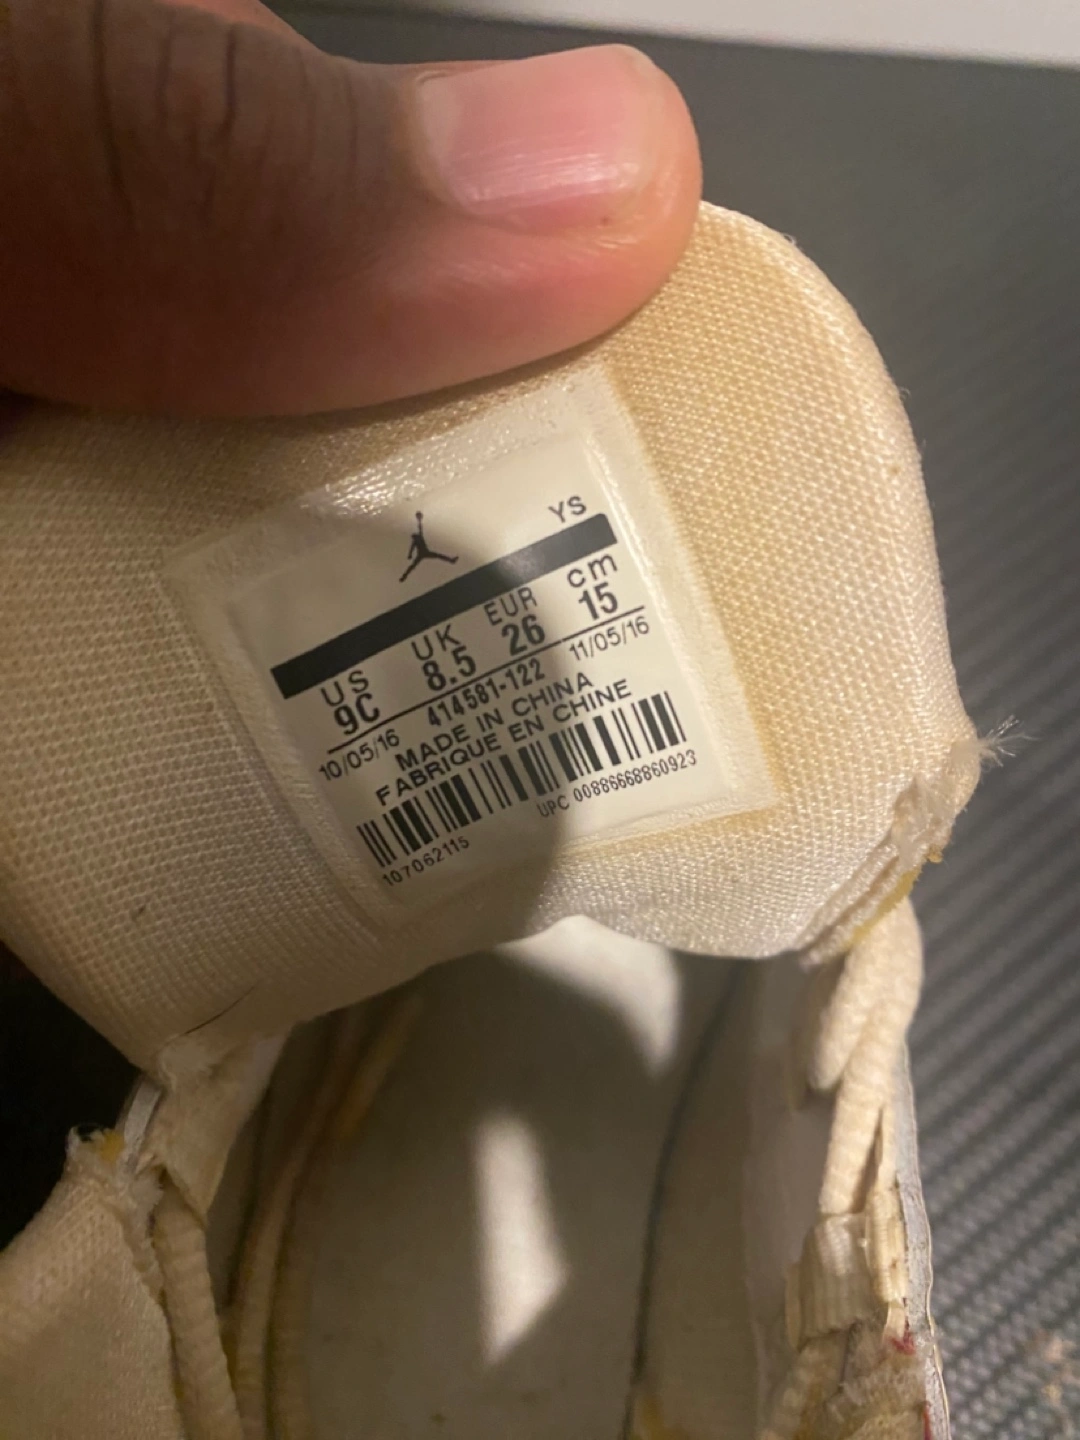 YS
US UK EUR cm
9C 8.5 26 15
10/05/16 414581-122 11/05/16
MADE IN CHINA
FABRIQUE EN CHINE
107062115 UPC 00886668860923